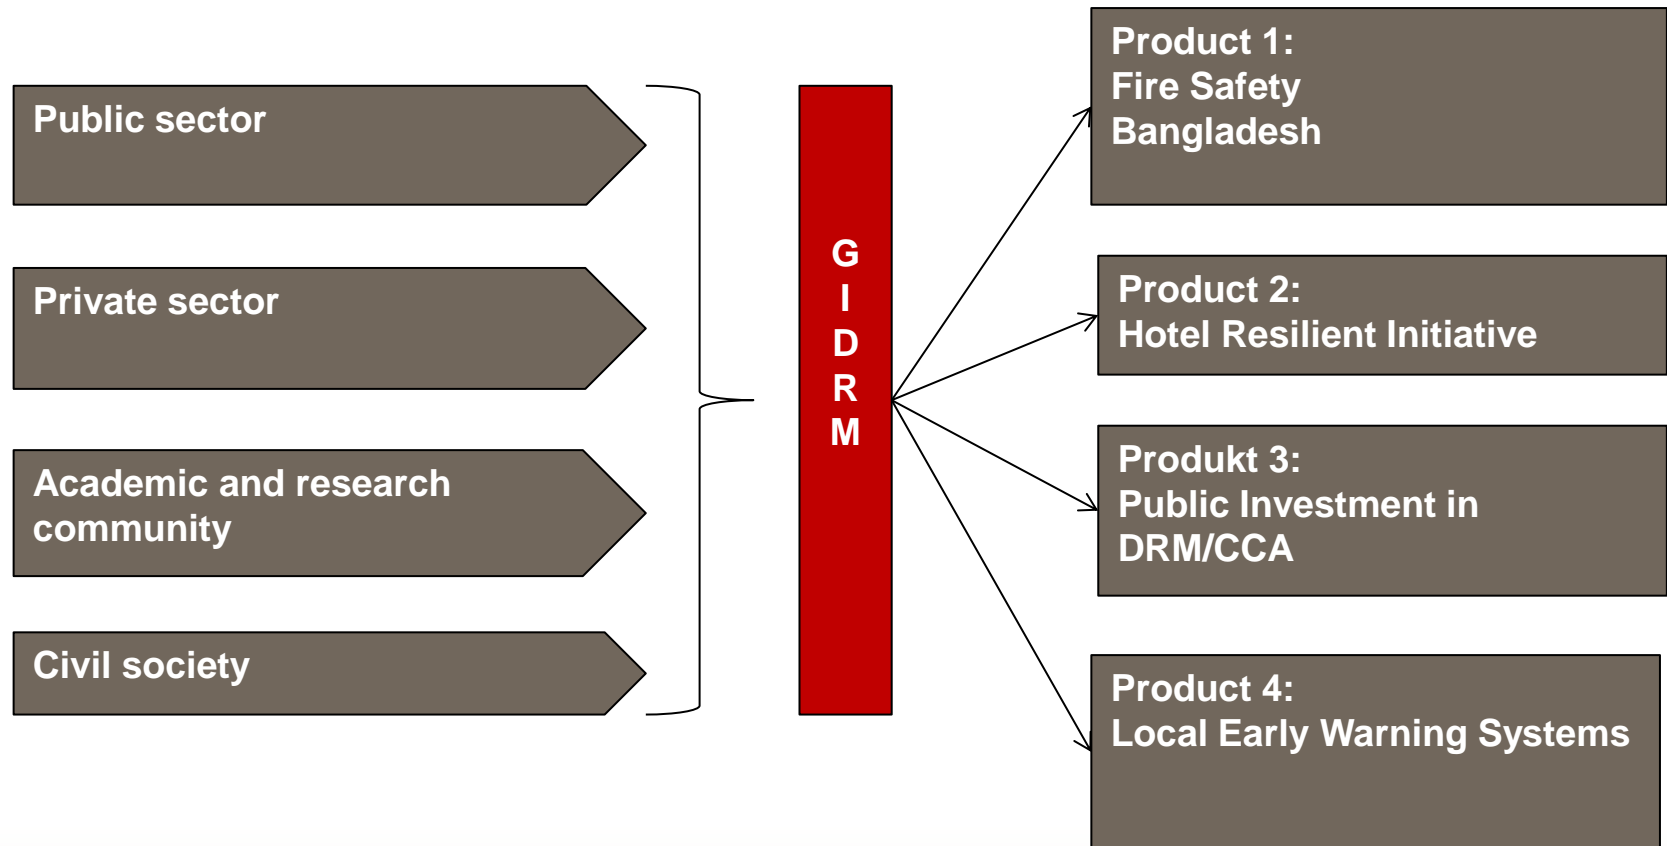 Public sector
Private sector
Academic and research
community
Civil society
G
I
D
R
M
Product 1:
Fire Safety
Bangladesh
Product 2:
Hotel Resilient Initiative
Produkt 3:
Public Investment in
DRM/CCA
Product 4:
Local Early Warning Systems